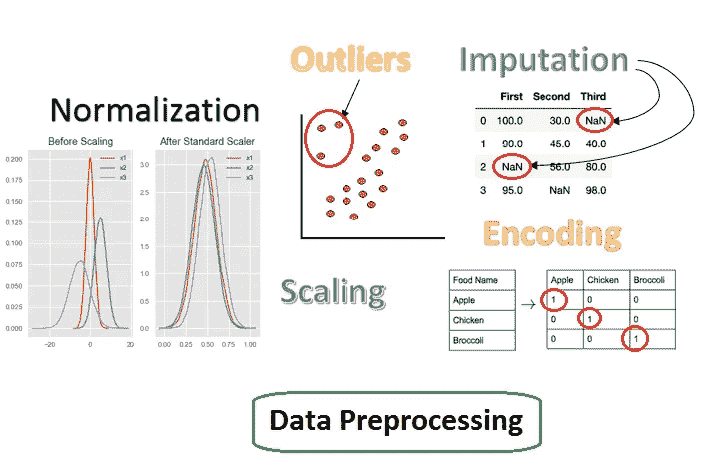 Outliers
Imputation
Normalization
Before Scaling
After Standard Scaler
x1
x2
x3
0.200
0.175
0.150
0.125
0.100
0.075
0.050
0.025
0.000
−20
0
20
x1
x2
x3
3.0
2.5
2.0
1.5
1.0
0.5
0.0
0.00
0.25
0.50
0.75
1.00
First Second Third
0 100.0 30.0 NaN
1 90.0 45.0 40.0
2 NaN 56.0 80.0
3 95.0 NaN 98.0
Encoding
Scaling
Food Name
Apple
Chicken
Broccoli
Apple Chicken Broccoli
1 0 0
0 1 0
0 0 1
Data Preprocessing